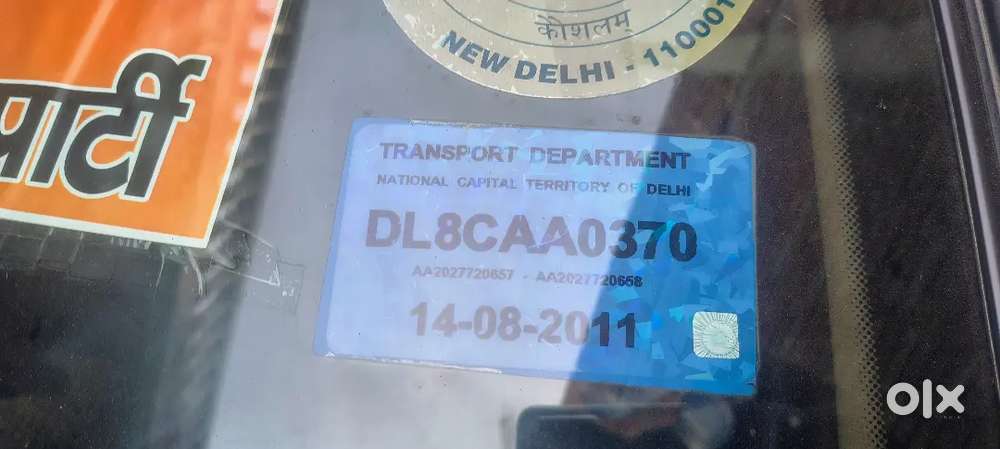 कौशलम्
NEW DELHI - 110001
पार्टी
TRANSPORT DEPARTMENT
NATIONAL CAPITAL TERRITORY OF DELHI
DL8CAA0370
AA2027720657 - AA2027720658
14-08-2011
olx